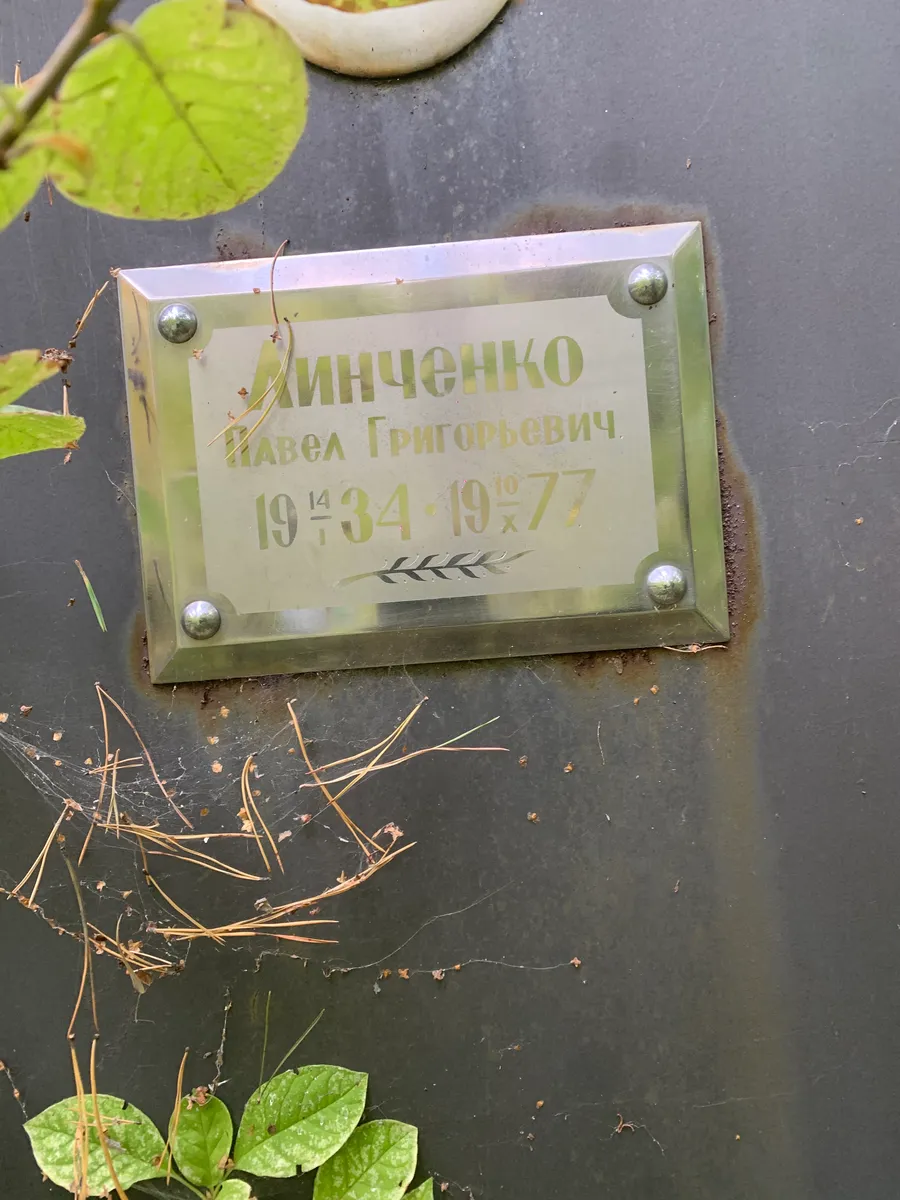 Линченко
Павел Григорьевич
19 14/I 34 · 19 10/X 77